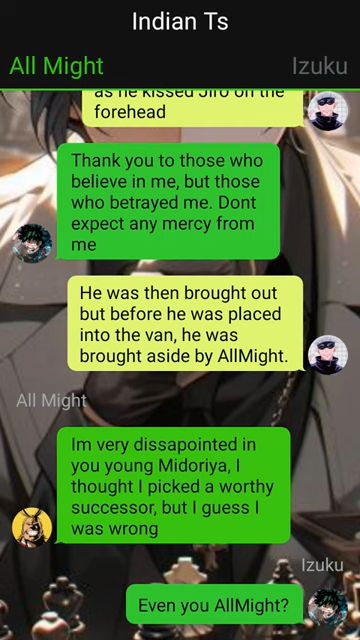 Indian Ts
All Might
Izuku
as he kissed Jiro on the
forehead
Thank you to those who
believe in me, but those
who betrayed me. Dont
expect any mercy from
me
He was then brought out
but before he was placed
into the van, he was
brought aside by AllMight.
All Might
Im very dissapointed in
you young Midoriya, I
thought I picked a worthy
successor, but I guess I
was wrong
Izuku
Even you AllMight?